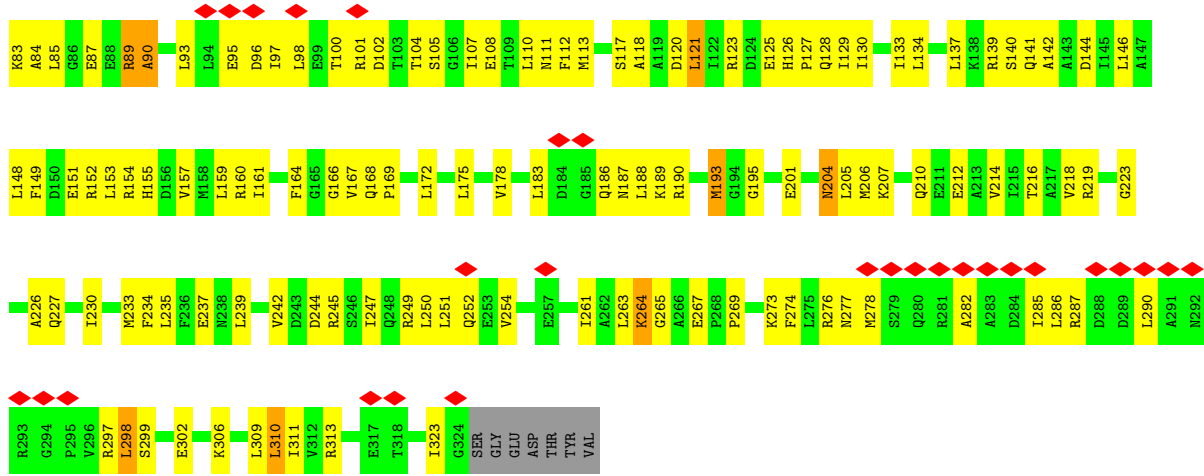 K83 A84 L85 G86 E87 E88 R89 A90 L93 L94 E95 D96 I97 L98 E99 T100 R101 D102 T103 T104 S105 G106 I107 E108 T109 L110 N111 F112 M113 S117 A118 A119 D120 L121 I122 R123 D124 E125 H126 P127 Q128 I129 I130 I133 L134 L137 K138 R139 S140 Q141 A142 A143 D144 I145 L146 A147
L148 F149 D150 E151 R152 L153 R154 H155 D156 V157 M158 L159 R160 I161 F164 G165 G166 V167 Q168 P169 L172 L175 V178 L183 D184 G185 Q186 N187 L188 K189 R190 M193 G194 G195 E201 N204 L205 M206 K207 Q210 E211 E212 A213 V214 I215 T216 A217 V218 R219 G223
A226 Q227 I230 M233 F234 L235 F236 E237 N238 L239 V242 D243 D244 R245 S246 I247 Q248 R249 L250 L251 Q252 E253 V254 E257 I261 A262 L263 K264 G265 A266 E267 P268 P269 K273 F274 L275 R276 N277 M278 S279 Q280 R281 A282 A283 D284 I285 L286 R287 D288 D289 L290 A291 N292
R293 G294 P295 V296 R297 L298 S299 E302 K306 L309 L310 I311 V312 R313 E317 T318 I323 G324 SER GLY GLU ASP THR TYR VAL